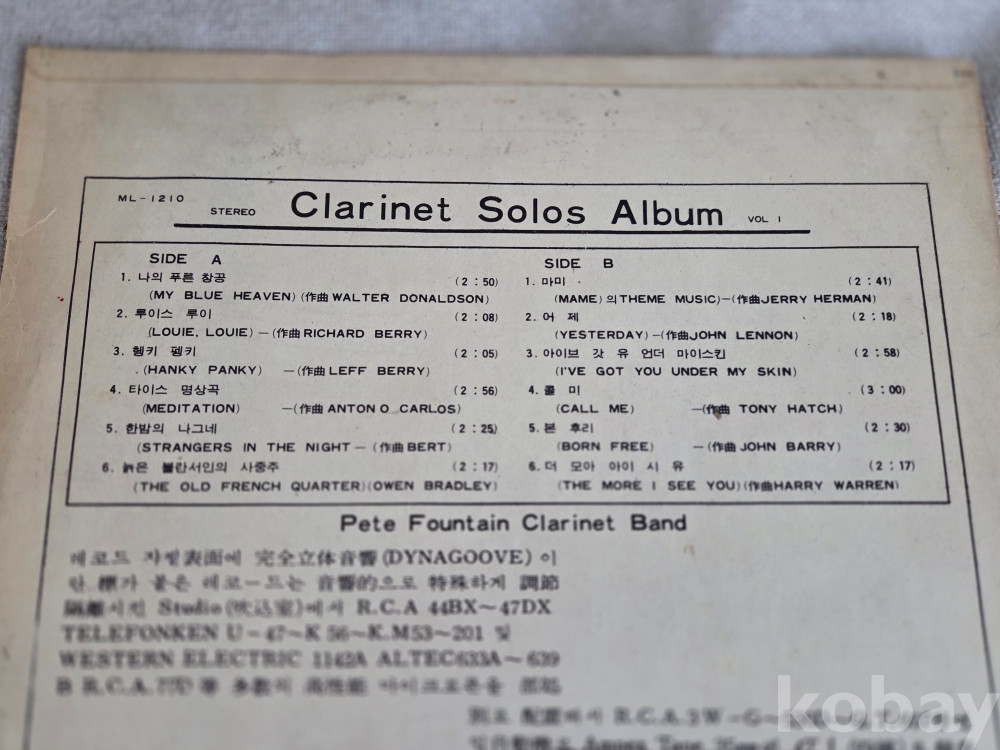 ML-1210 STEREO Clarinet Solos Album VOL 1
SIDE A
1. 나의 푸른 창공 (2:50)
(MY BLUE HEAVEN) (作曲 WALTER DONALDSON)
2. 루이스 루이 (2:08)
(LOUIE, LOUIE) —(作曲 RICHARD BERRY)
3. 헹키 펭키 (2:05)
(HANKY PANKY) —(作曲 LEFF BERRY)
4. 타이스 명상곡 (2:56)
(MEDITATION) —(作曲 ANTON O CARLOS)
5. 한밤의 나그네 (2:25)
(STRANGERS IN THE NIGHT — (作曲 BERT)
6. 늙은 불란서인의 사중주 (2:17)
(THE OLD FRENCH QUARTER)(OWEN BRADLEY)
SIDE B
1. 마미 (2:41)
(MAME)의 THEME MUSIC)—(作曲 JERRY HERMAN)
2. 어 제 (2:18)
(YESTERDAY) —(作曲 JOHN LENNON)
3. 아이브 갓 유 언더 마이스킨 (2:58)
(I'VE GOT YOU UNDER MY SKIN)
4. 콜 미 (3:00)
(CALL ME) —(作曲 TONY HATCH)
5. 본 후리 (2:30)
(BORN FREE) —(作曲 JOHN BARRY)
6. 더 모아 아이 시 유 (2:17)
(THE MORE I SEE YOU)(作曲 HARRY WARREN)
Pete Fountain Clarinet Band
레코드 자켙表面에 完全立体音響(DYNAGOOVE)이
란 標가 붙은 레코ー드는 音響的으로 特殊하게 調節
隔離시킨 Studio(吹込室)에서 R.C.A 44BX～47DX
TELEFONKEN U-47～K 56～K.M53～201 및
WESTERN ELECTRIC 1142A ALTEC633A～639
B R.C.A.77D 等 多数의 高性能 마이크로폰을
R.C.A.
kobay